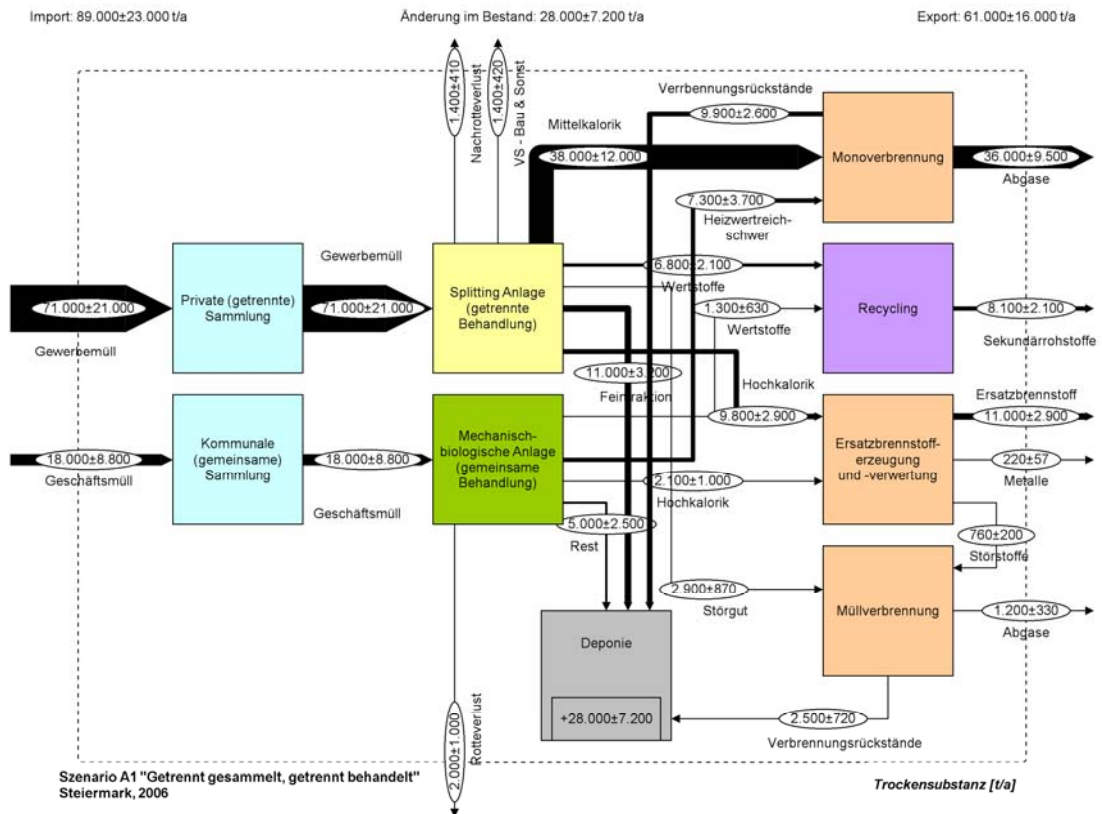 Import: 89.000±23.000 t/a
Änderung im Bestand: 28.000±7.200 t/a
Export: 61.000±16.000 t/a
1.400±410
Nachrotteverlust
1.400±420
VS - Bau & Sonst
Verrbennungsrückstände
9.900±2.600
Mittelkalorik
38.000±12.000
Monoverbrennung
36.000±9.500
Abgase
7.300±3.700
Heizwertreich-
schwer
Gewerbemüll
71.000±21.000
Gewerbemüll
Private (getrennte)
Sammlung
71.000±21.000
Splitting Anlage
(getrennte
Behandlung)
6.800±2.100
Wertstoffe
1.300±630
Wertstoffe
Recycling
8.100±2.100
Sekundärrohstoffe
11.000±3.200
Feinfraktion
Hochkalorik
9.800±2.900
Ersatzbrennstoff
11.000±2.900
18.000±8.800
Geschäftsmüll
Kommunale
(gemeinsame)
Sammlung
18.000±8.800
Geschäftsmüll
Mechanisch-
biologische Anlage
(gemeinsame
Behandlung)
2.100±1.000
Hochkalorik
Ersatzbrennstoff-
erzeugung
und -verwertung
220±57
Metalle
5.000±2.500
Rest
760±200
Störstoffe
2.900±870
Störgut
Müllverbrennung
1.200±330
Abgase
Deponie
+28.000±7.200
2.500±720
Verbrennungsrückstände
2.000±1.000
Rotteverlust
Szenario A1 "Getrennt gesammelt, getrennt behandelt"
Steiermark, 2006
Trockensubstanz [t/a]